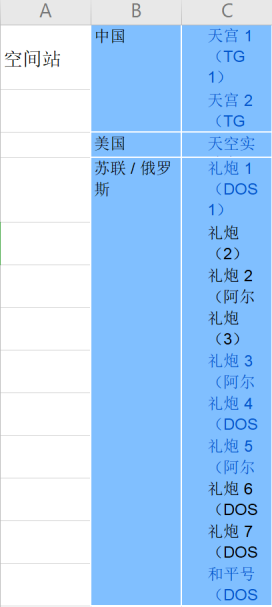 A B C
空间站
中国
天宫 1
（TG
1）
天宫 2
（TG
美国
天空实
苏联 / 俄罗
斯
礼炮 1
（DOS
1）
礼炮
（2）
礼炮 2
（阿尔
礼炮
（3）
礼炮 3
（阿尔
礼炮 4
（DOS
礼炮 5
（阿尔
礼炮 6
（DOS
礼炮 7
（DOS
和平号
（DOS